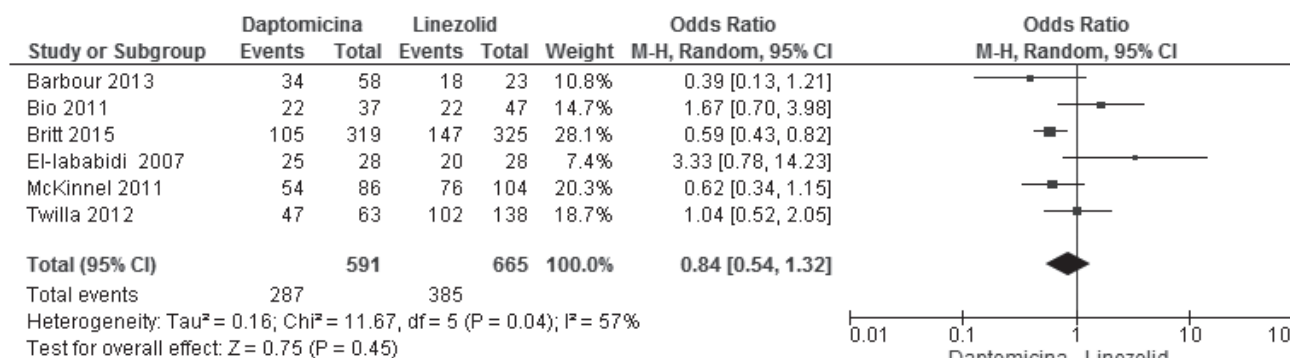 Daptomicina Linezolid Odds Ratio Odds Ratio
Study or Subgroup Events Total Events Total Weight M-H, Random, 95% CI M-H, Random, 95% CI
Barbour 2013 34 58 18 23 10.8% 0.39 [0.13, 1.21]
Bio 2011 22 37 22 47 14.7% 1.67 [0.70, 3.98]
Britt 2015 105 319 147 325 28.1% 0.59 [0.43, 0.82]
El-lababidi 2007 25 28 20 28 7.4% 3.33 [0.78, 14.23]
McKinnel 2011 54 86 76 104 20.3% 0.62 [0.34, 1.15]
Twilla 2012 47 63 102 138 18.7% 1.04 [0.52, 2.05]
Total (95% CI) 591 665 100.0% 0.84 [0.54, 1.32]
Total events 287 385
Heterogeneity: Tau² = 0.16; Chi² = 11.67, df = 5 (P = 0.04); I² = 57%
Test for overall effect: Z = 0.75 (P = 0.45)
0.01 0.1 1 10 10
Daptomicina Linezolid